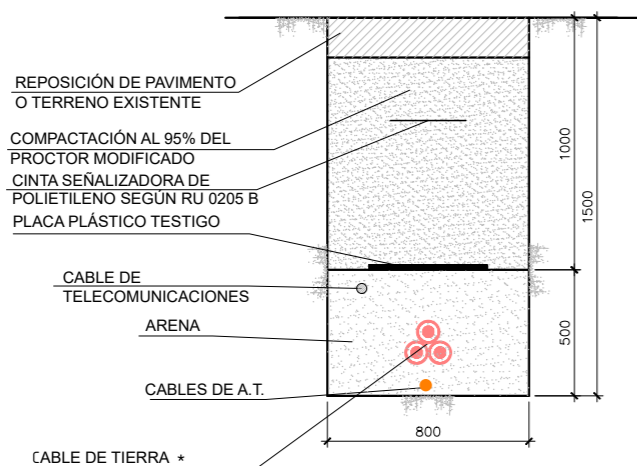 REPOSICIÓN DE PAVIMENTO
O TERRENO EXISTENTE
COMPACTACIÓN AL 95% DEL
PROCTOR MODIFICADO
CINTA SEÑALIZADORA DE
POLIETILENO SEGÚN RU 0205 B
PLACA PLÁSTICO TESTIGO
CABLE DE
TELECOMUNICACIONES
ARENA
CABLES DE A.T.
CABLE DE TIERRA *
1000
1500
500
800